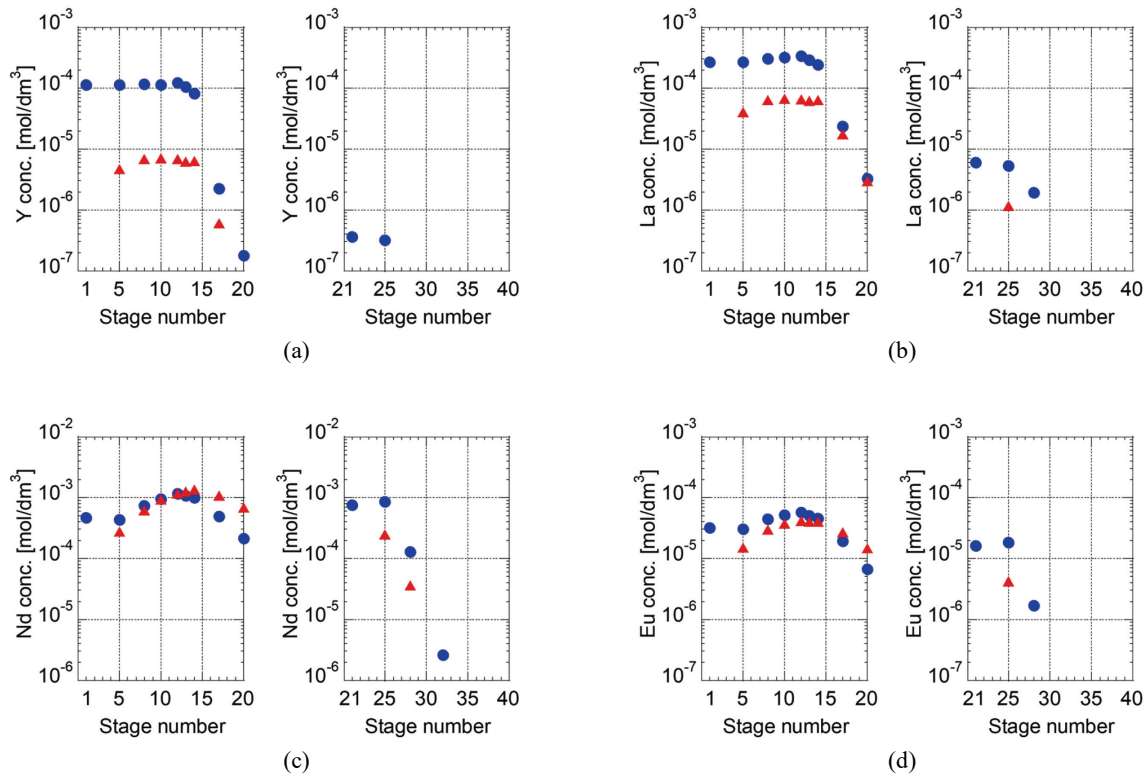 10⁻³
10⁻⁴
10⁻⁵
10⁻⁶
10⁻⁷
Y conc. [mol/dm³]
1 5 10 15 20
Stage number
10⁻³
10⁻⁴
10⁻⁵
10⁻⁶
10⁻⁷
Y conc. [mol/dm³]
21 25 30 35 40
Stage number
(a)
10⁻³
10⁻⁴
10⁻⁵
10⁻⁶
10⁻⁷
La conc. [mol/dm³]
1 5 10 15 20
Stage number
10⁻³
10⁻⁴
10⁻⁵
10⁻⁶
10⁻⁷
La conc. [mol/dm³]
21 25 30 35 40
Stage number
(b)
10⁻²
10⁻³
10⁻⁴
10⁻⁵
10⁻⁶
Nd conc. [mol/dm³]
1 5 10 15 20
Stage number
10⁻²
10⁻³
10⁻⁴
10⁻⁵
10⁻⁶
Nd conc. [mol/dm³]
21 25 30 35 40
Stage number
(c)
10⁻³
10⁻⁴
10⁻⁵
10⁻⁶
10⁻⁷
Eu conc. [mol/dm³]
1 5 10 15 20
Stage number
10⁻³
10⁻⁴
10⁻⁵
10⁻⁶
10⁻⁷
Eu conc. [mol/dm³]
21 25 30 35 40
Stage number
(d)